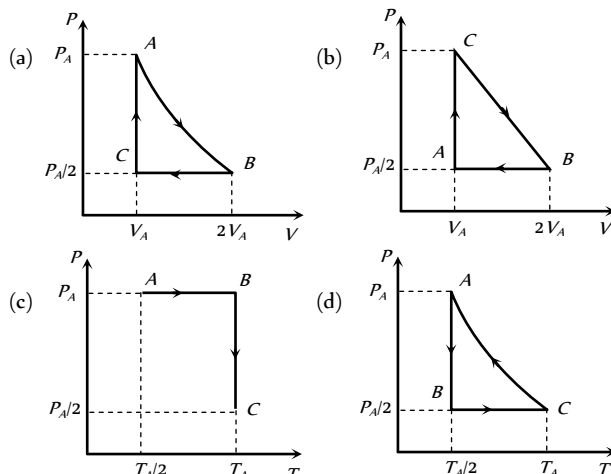 (a)
P
P_A
P_A/2
A
C
B
V_A
2V_A
V
(b)
P
P_A
P_A/2
C
A
B
V_A
2V_A
V
(c)
P
P_A
P_A/2
A
B
C
T_A/2
T_A
T
(d)
P
P_A
P_A/2
A
B
C
T_A/2
T_A
T